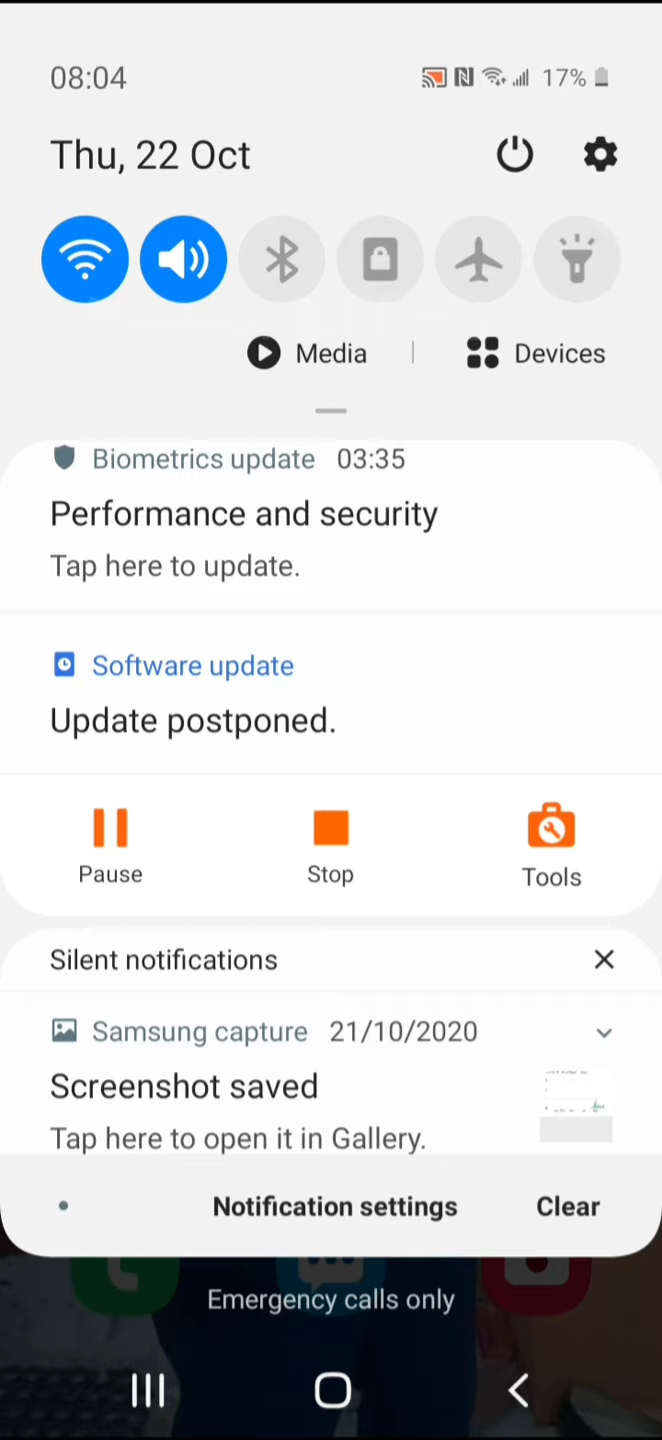 08:04
17%
Thu, 22 Oct
Media
Devices
Biometrics update 03:35
Performance and security
Tap here to update.
Software update
Update postponed.
Pause
Stop
Tools
Silent notifications
Samsung capture 21/10/2020
Screenshot saved
Tap here to open it in Gallery.
Notification settings
Clear
Emergency calls only